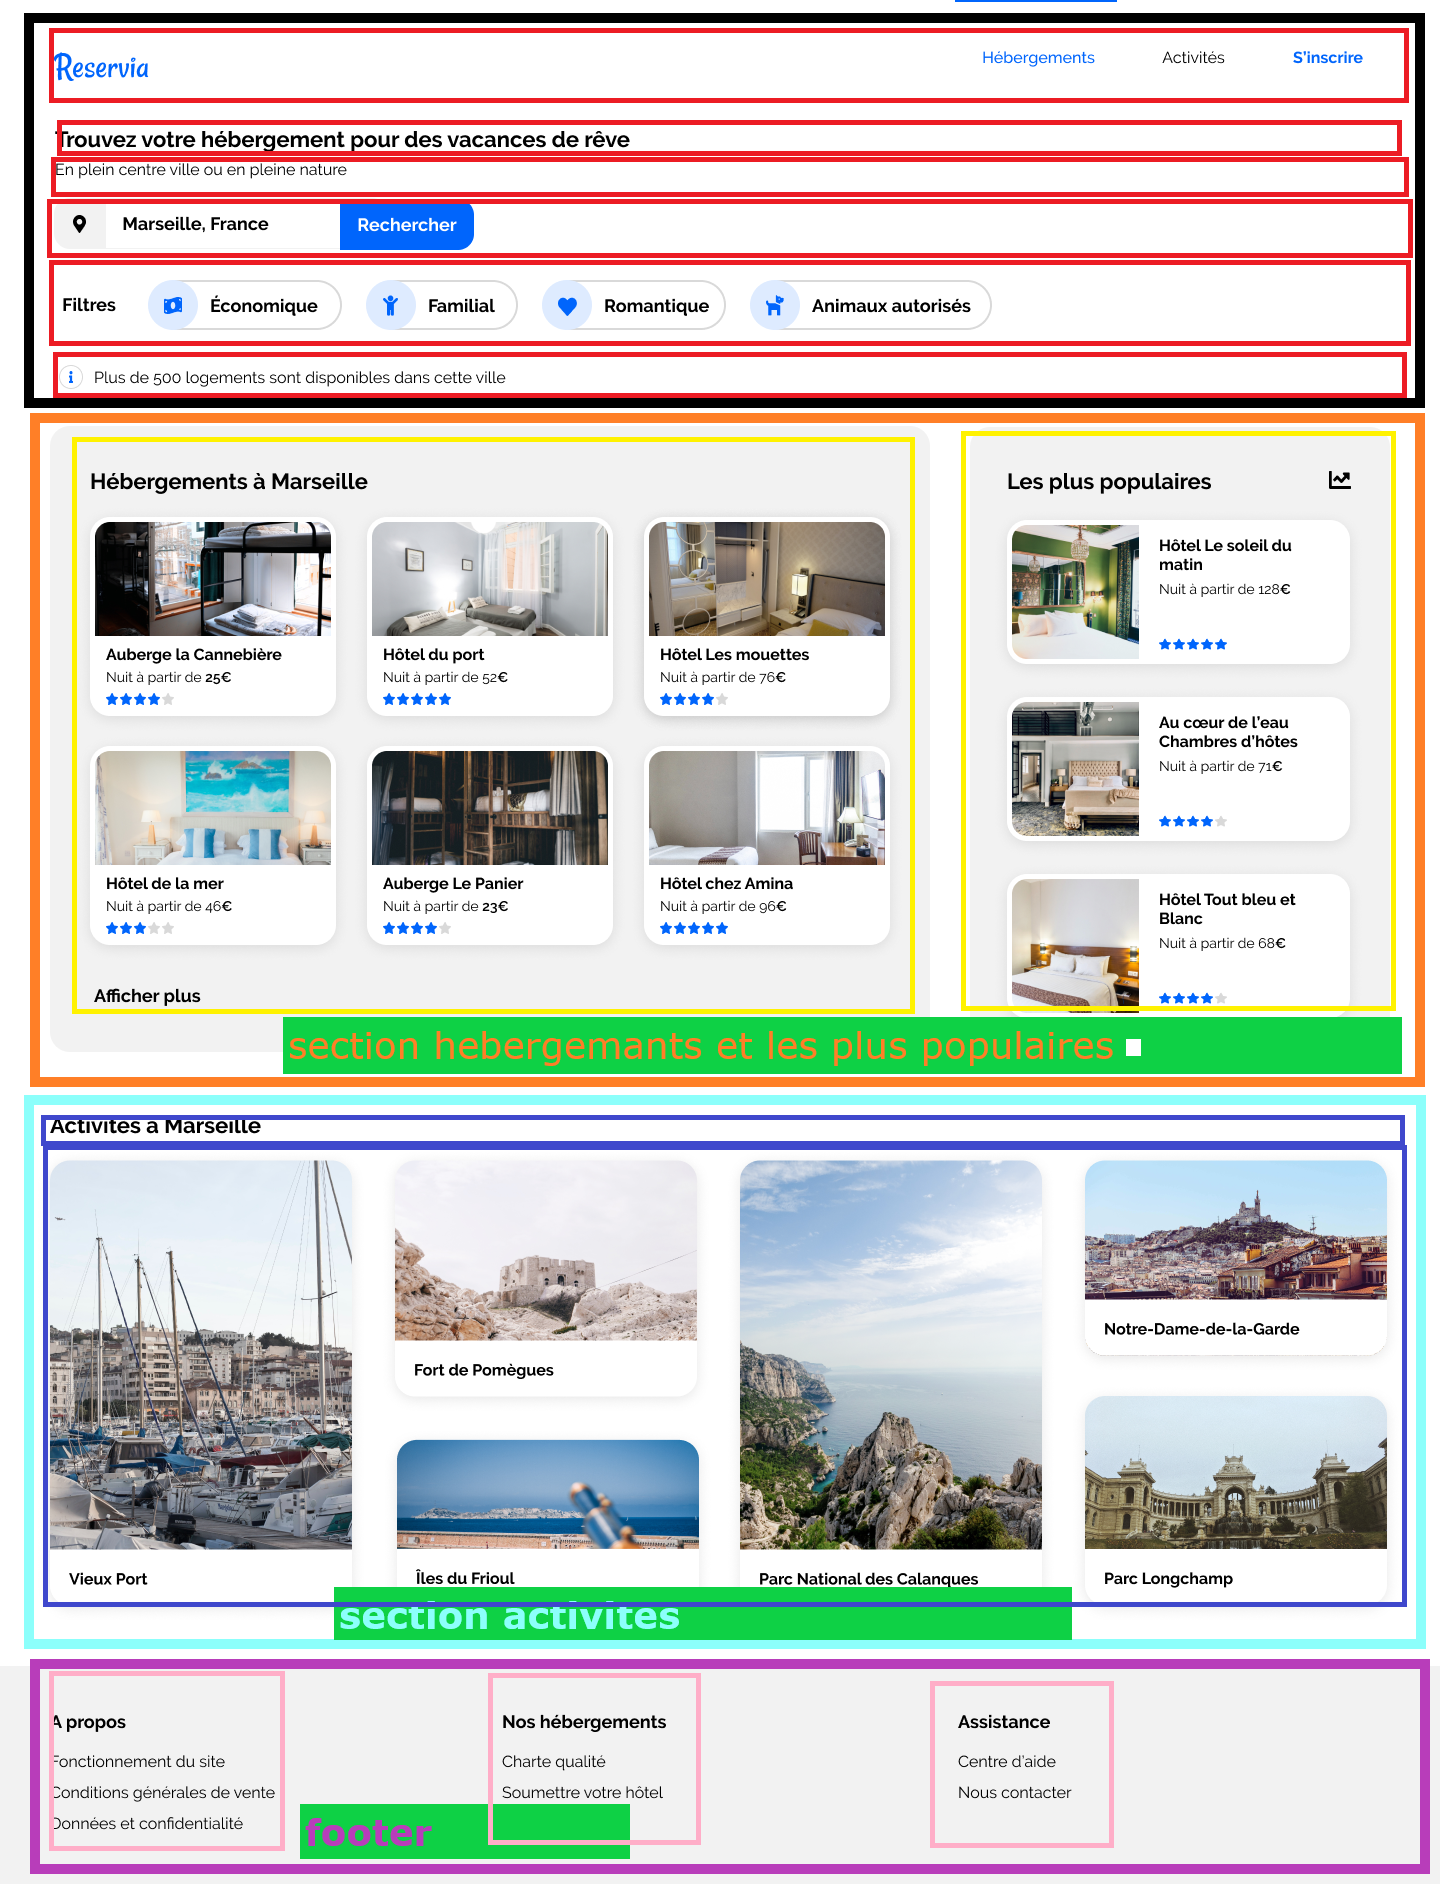 Reservia
Hébergements
Activités
S'inscrire
Trouvez votre hébergement pour des vacances de rêve
En plein centre ville ou en pleine nature
Marseille, France
Rechercher
Filtres
Économique
Familial
Romantique
Animaux autorisés
Plus de 500 logements sont disponibles dans cette ville
Hébergements à Marseille
Auberge la Cannebière
Nuit à partir de 25€
Hôtel du port
Nuit à partir de 52€
Hôtel Les mouettes
Nuit à partir de 76€
Hôtel de la mer
Nuit à partir de 46€
Auberge Le Panier
Nuit à partir de 23€
Hôtel chez Amina
Nuit à partir de 96€
Afficher plus
Les plus populaires
Hôtel Le soleil du
matin
Nuit à partir de 128€
Au cœur de l'eau
Chambres d'hôtes
Nuit à partir de 71€
Hôtel Tout bleu et
Blanc
Nuit à partir de 68€
section hebergemants et les plus populaires
Activités à Marseille
Vieux Port
Fort de Pomègues
Îles du Frioul
Parc National des Calanques
Notre-Dame-de-la-Garde
Parc Longchamp
section activites
A propos
Fonctionnement du site
Conditions générales de vente
Données et confidentialité
Nos hébergements
Charte qualité
Soumettre votre hôtel
Assistance
Centre d'aide
Nous contacter
footer